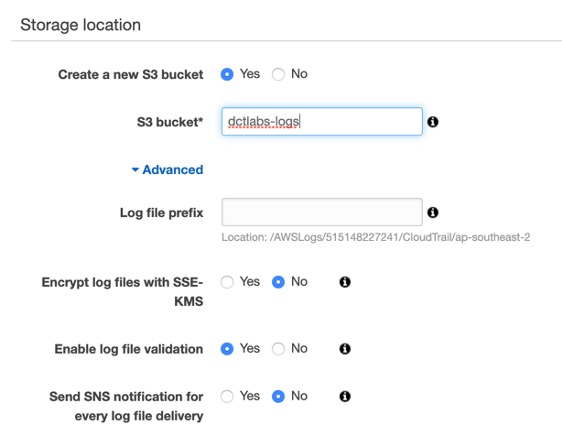 Storage location
Create a new S3 bucket Yes No
S3 bucket* dctlabs-logs
Advanced
Log file prefix
Location: /AWSLogs/515148227241/CloudTrail/ap-southeast-2
Encrypt log files with SSE- Yes No
KMS
Enable log file validation Yes No
Send SNS notification for Yes No
every log file delivery